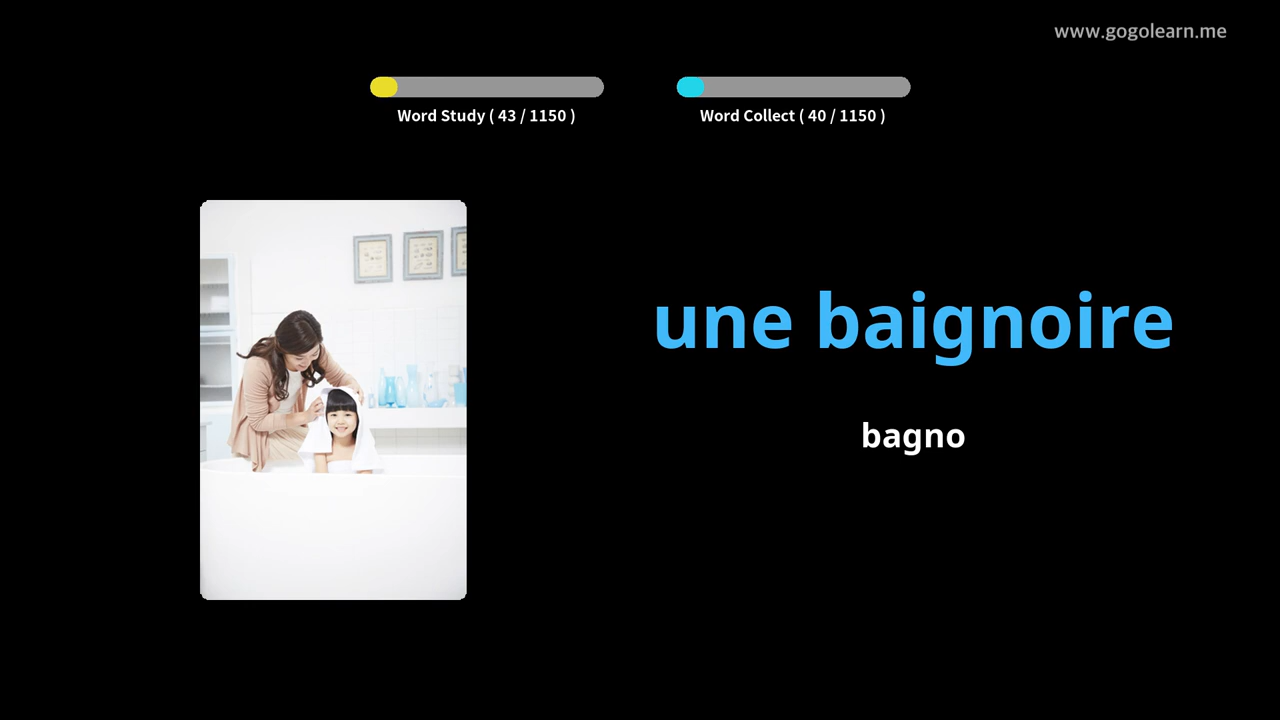 www.gogolearn.me
Word Study ( 43 / 1150 )
Word Collect ( 40 / 1150 )
une baignoire
bagno